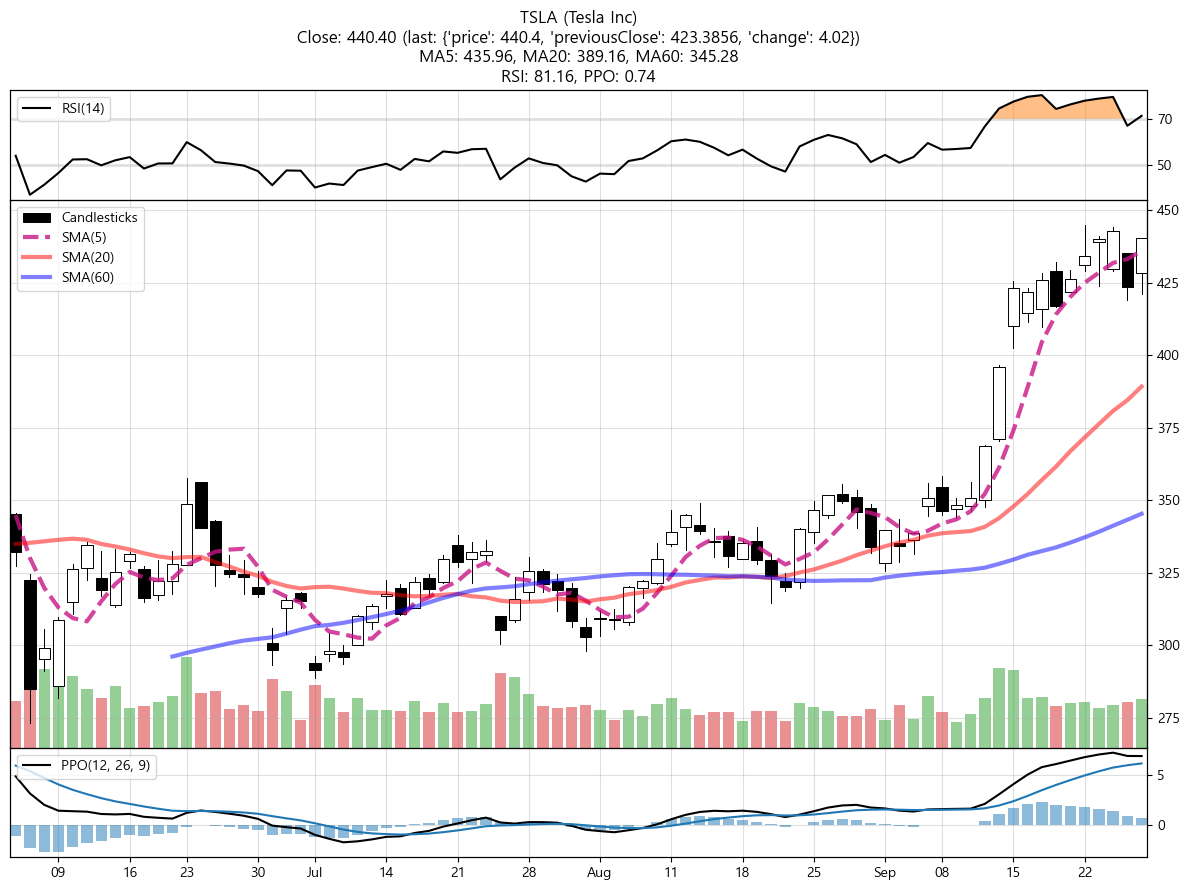 TSLA (Tesla Inc)
Close: 440.40 (last: {'price': 440.4, 'previousClose': 423.3856, 'change': 4.02})
MA5: 435.96, MA20: 389.16, MA60: 345.28
RSI: 81.16, PPO: 0.74
RSI(14)
70
50
Candlesticks
SMA(5)
SMA(20)
SMA(60)
450
425
400
375
350
325
300
275
PPO(12, 26, 9)
5
0
09 16 23 30 Jul 14 21 28 Aug 11 18 25 Sep 08 15 22